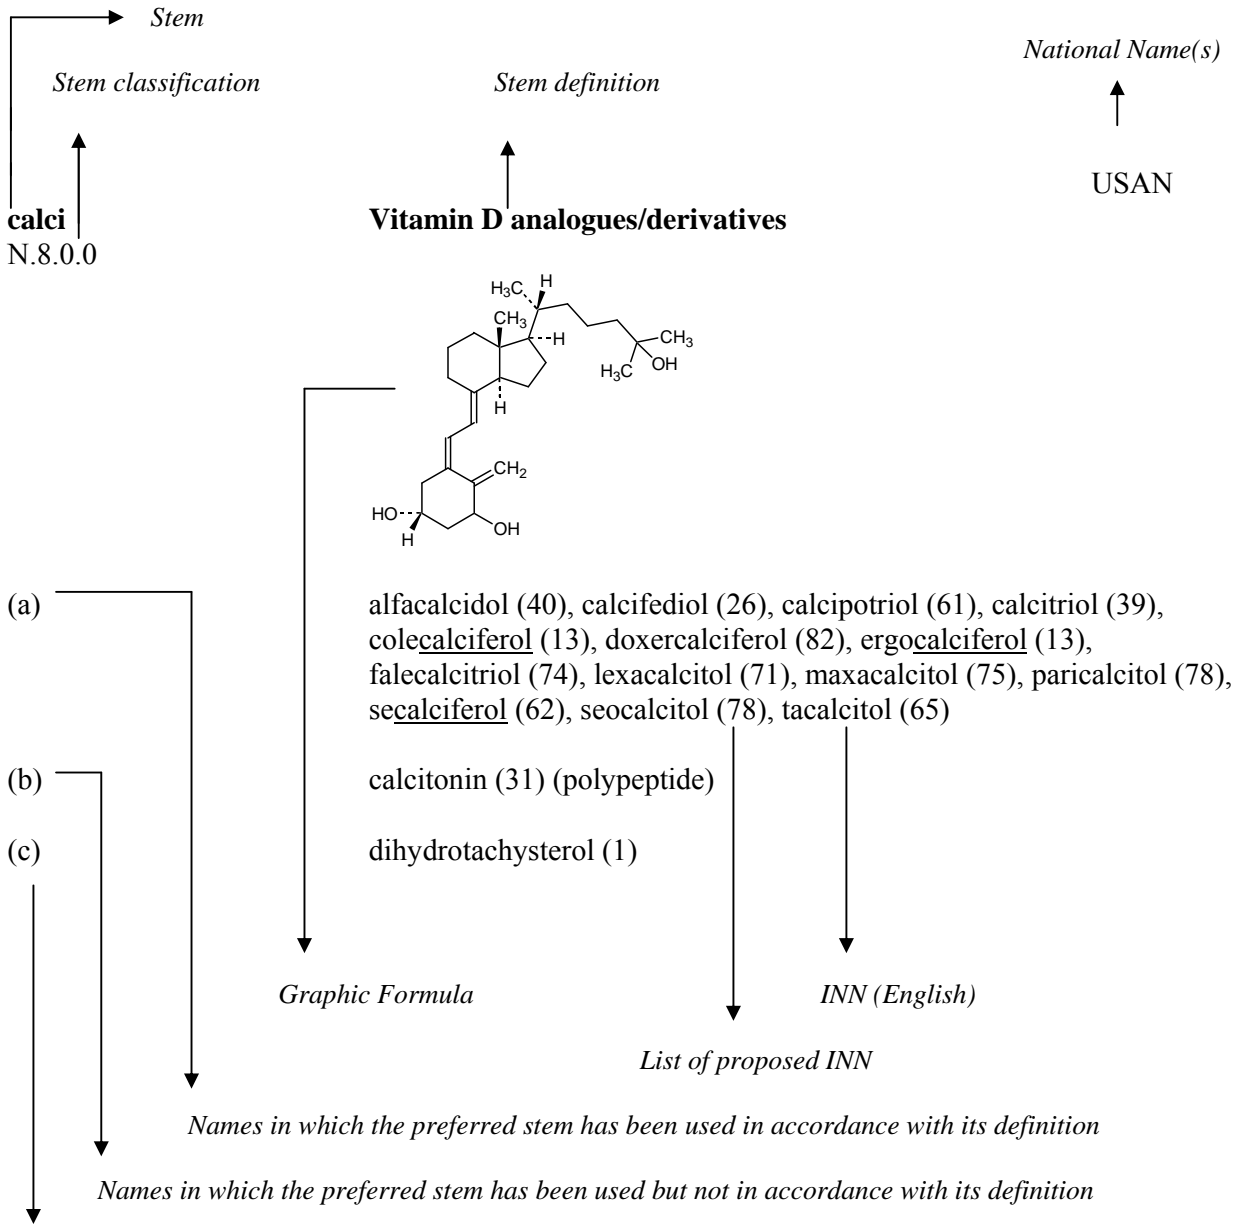 Stem
National Name(s)
Stem classification
Stem definition
USAN
calci
Vitamin D analogues/derivatives
N.8.0.0
H
H3C
CH3
H
CH3
OH
H3C
H
CH2
HO
OH
H
(a)
alfacalcidol (40), calcifediol (26), calcipotriol (61), calcitriol (39),
colecalciferol (13), doxercalciferol (82), ergocalciferol (13),
falecalcitriol (74), lexacalcitol (71), maxacalcitol (75), paricalcitol (78),
secalciferol (62), seocalcitol (78), tacalcitol (65)
(b)
calcitonin (31) (polypeptide)
(c)
dihydrotachysterol (1)
Graphic Formula
INN (English)
List of proposed INN
Names in which the preferred stem has been used in accordance with its definition
Names in which the preferred stem has been used but not in accordance with its definition